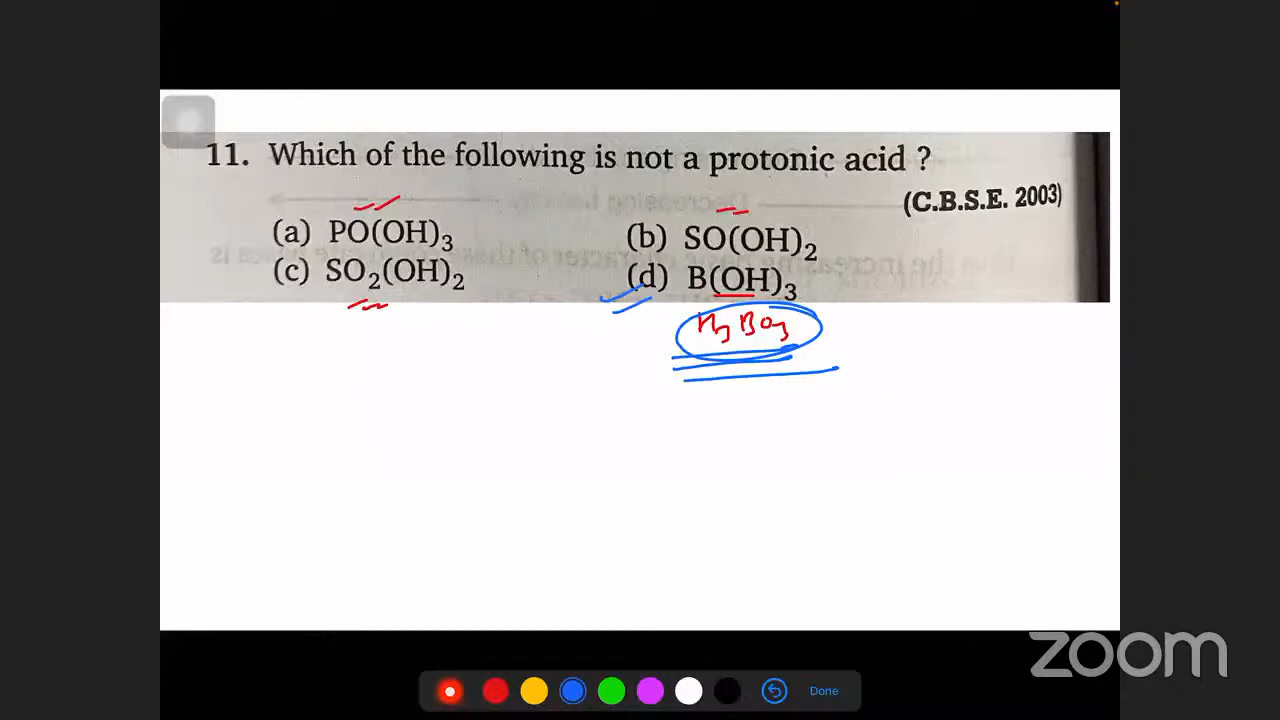 11. Which of the following is not a protonic acid ?
(C.B.S.E. 2003)
(a) PO(OH)₃ (b) SO(OH)₂
(c) SO₂(OH)₂ (d) B(OH)₃
H₃BO₃
zoom
Done